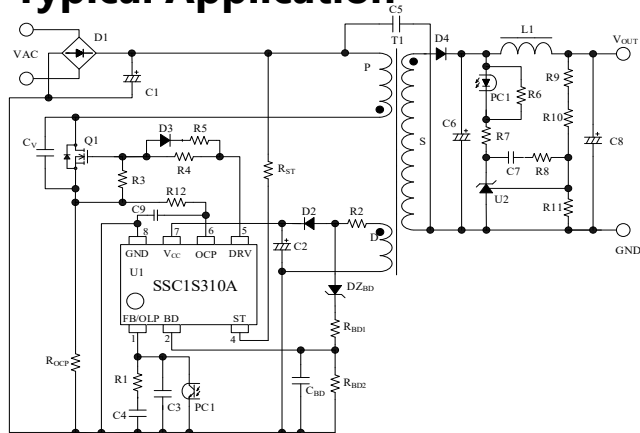 Typical Application
C5
D1
T1
L1
D4
VOUT
VAC
P
PC1
R9
R6
C1
R10
CV
Q1
D3
R5
S
C6
R7
C8
R4
C7
R8
RST
R3
R12
U2
R11
C9
D2
R2
D
GND
8
7
6
5
C2
GND
VCC
OCP
DRV
U1
SSC1S310A
DZBD
FB/OLP
BD
ST
RBD1
1
2
4
ROCP
R1
RBD2
C3
PC1
CBD
C4